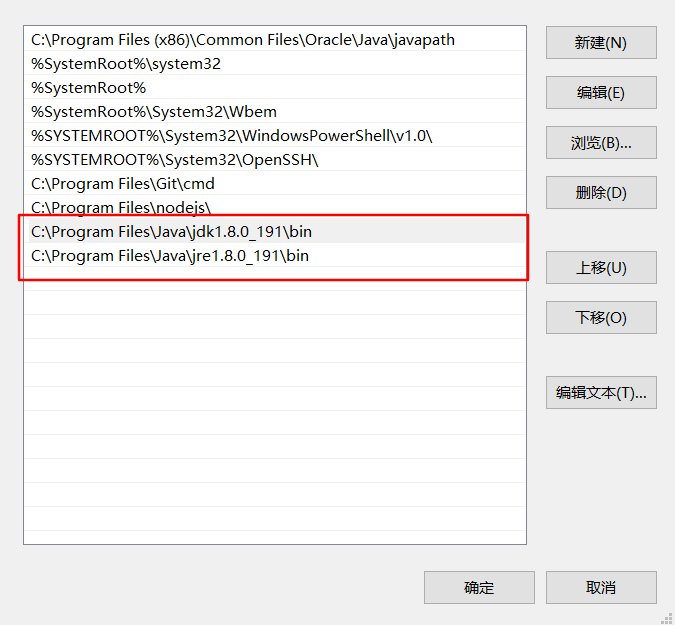 C:\Program Files (x86)\Common Files\Oracle\Java\javapath
%SystemRoot%\system32
%SystemRoot%
%SystemRoot%\System32\Wbem
%SYSTEMROOT%\System32\WindowsPowerShell\v1.0\
%SYSTEMROOT%\System32\OpenSSH\
C:\Program Files\Git\cmd
C:\Program Files\nodejs\
C:\Program Files\Java\jdk1.8.0_191\bin
C:\Program Files\Java\jre1.8.0_191\bin
新建(N)
编辑(E)
浏览(B)...
删除(D)
上移(U)
下移(O)
编辑文本(T)...
确定
取消